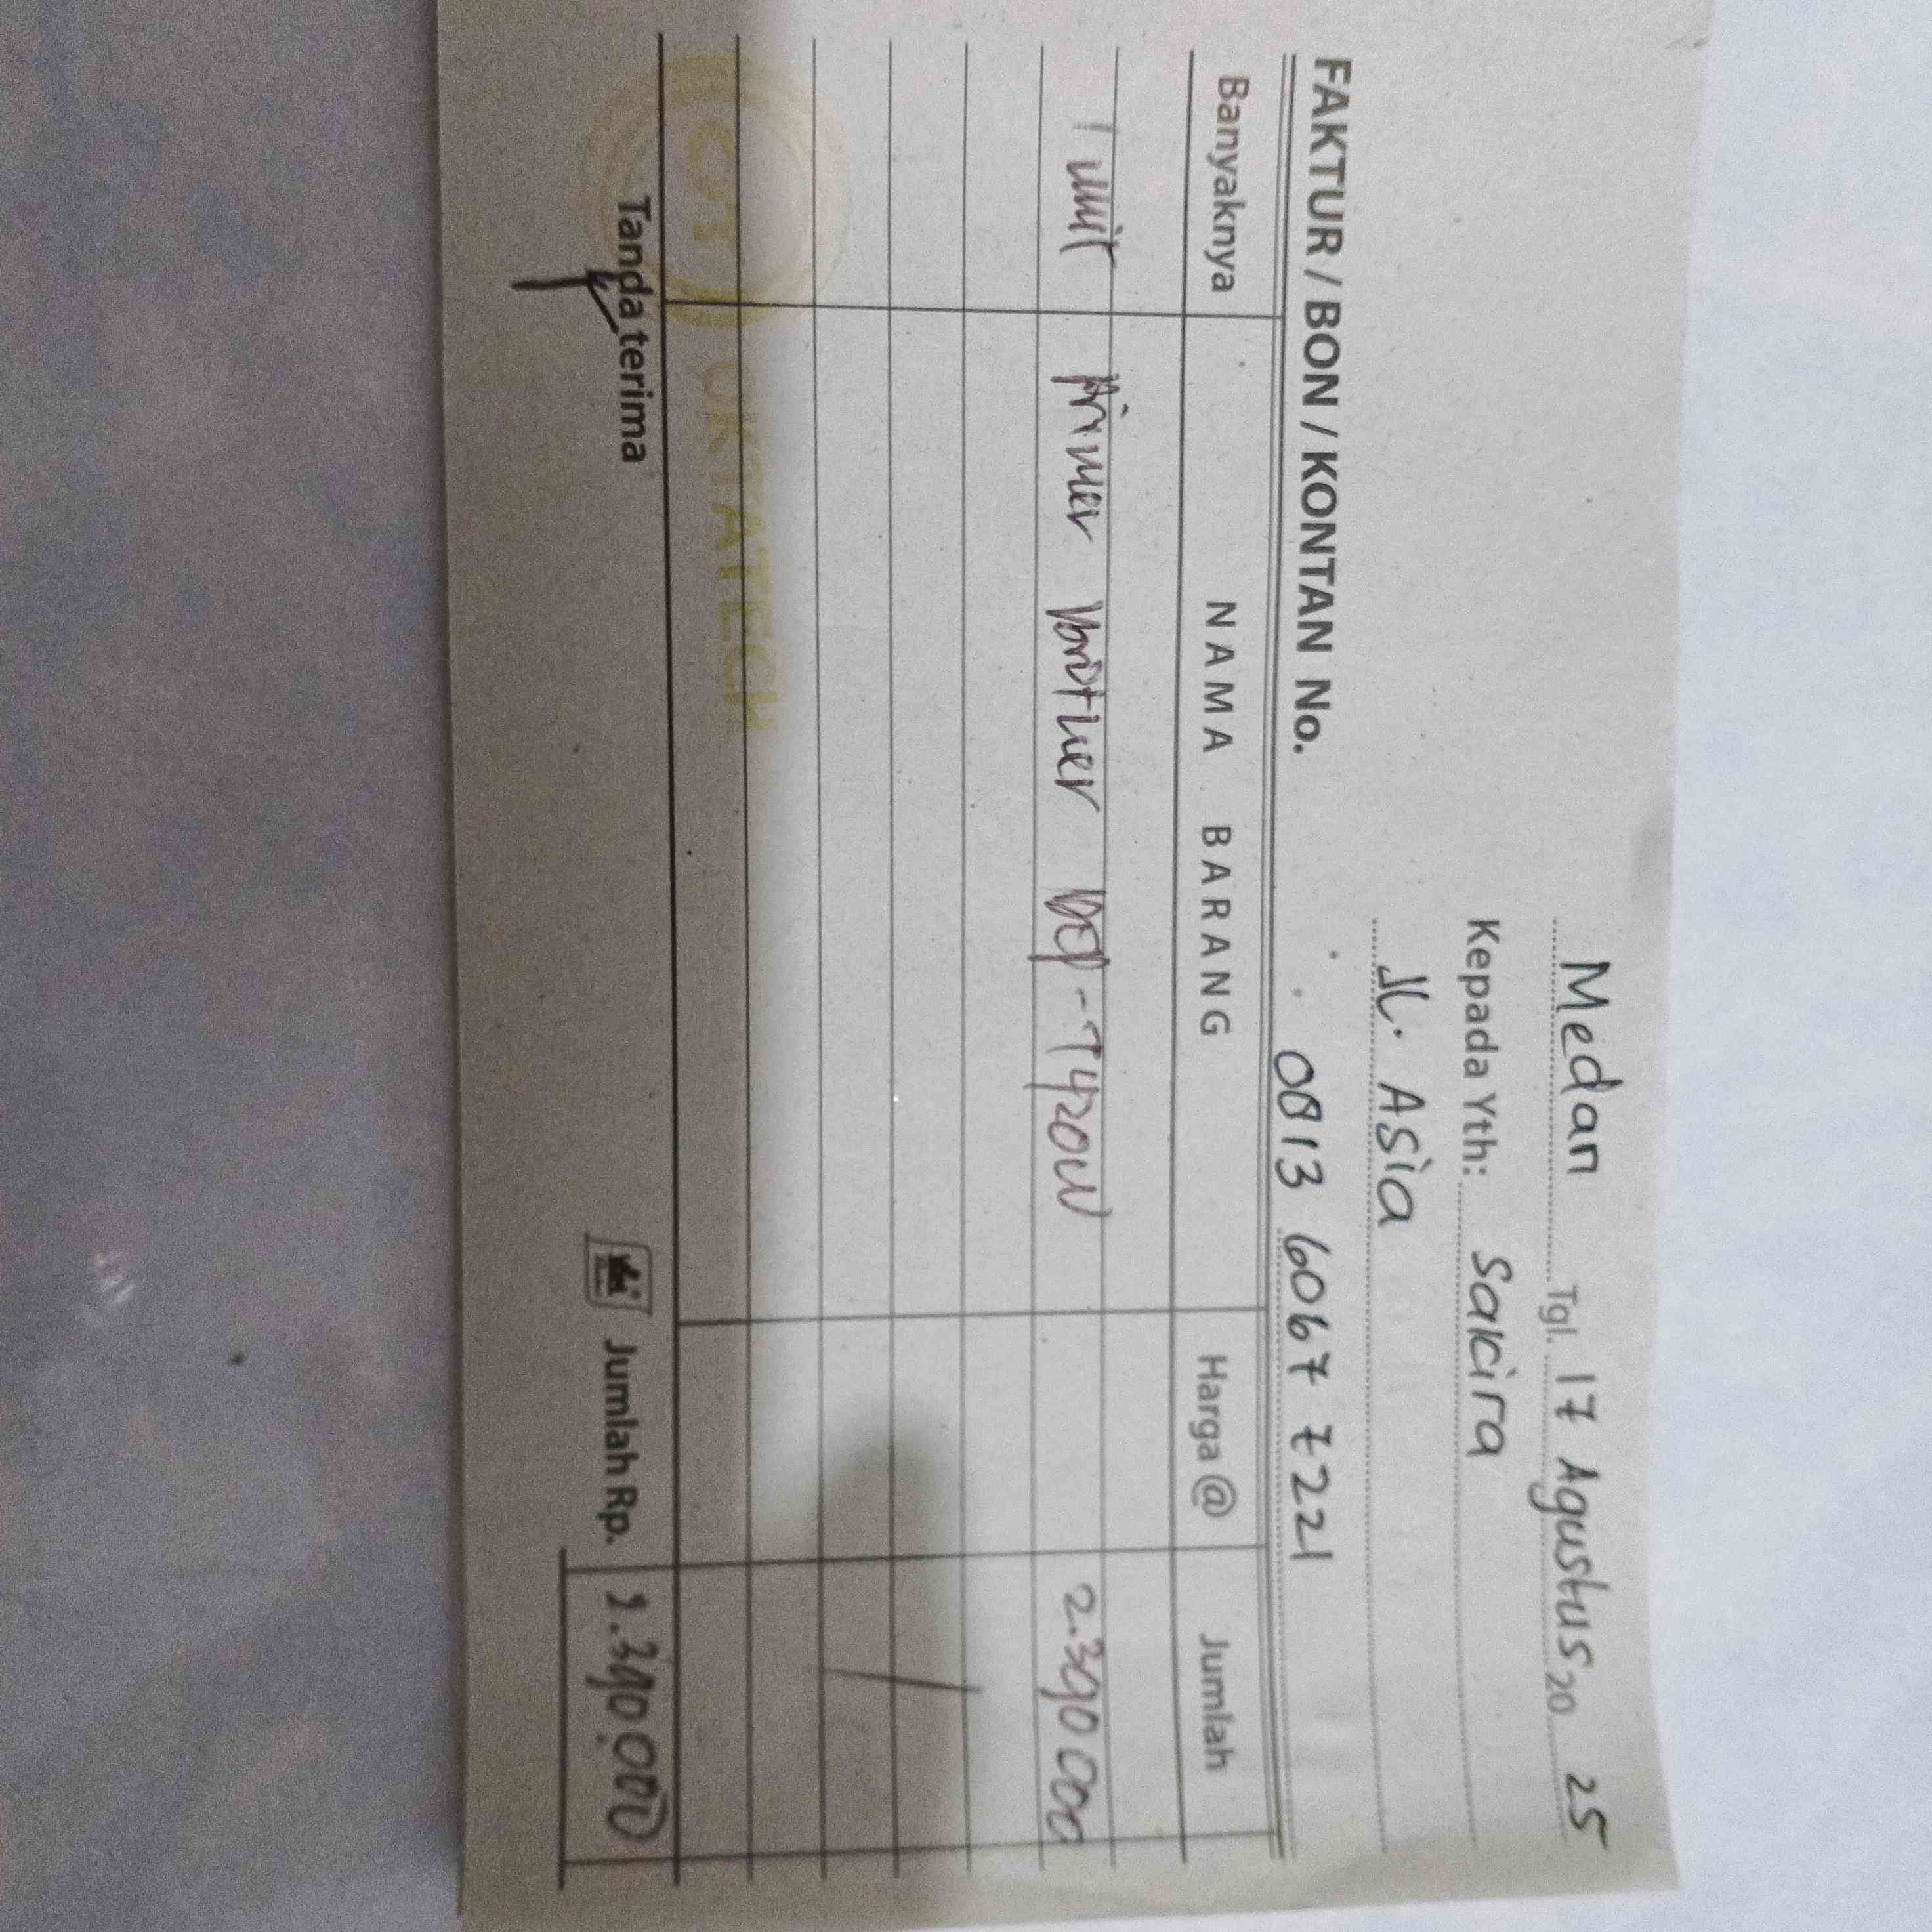 Medan Tgl. 17 Agustus 20 25
Kepada Yth: Sakira
Jl. Asia
FAKTUR / BON / KONTAN No. 0813 6067 7221
Banyaknya NAMA BARANG Harga @ Jumlah
1 unit printer brother DCP-T420W 2.390 000
OKTATECH
Tanda terima Jumlah Rp. 2.390.000